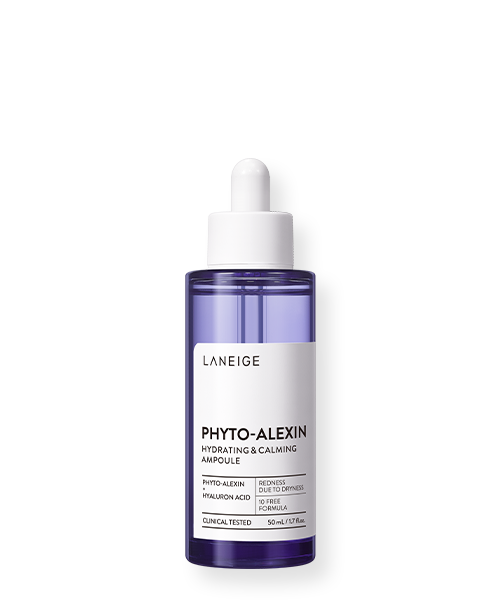 LANEIGE
PHYTO-ALEXIN
HYDRATING & CALMING
AMPOULE
PHYTO-ALEXIN
+
HYALURON ACID
REDNESS
DUE TO DRYNESS
10 FREE
FORMULA
CLINICAL TESTED
50 mL / 1.7 fl.oz.